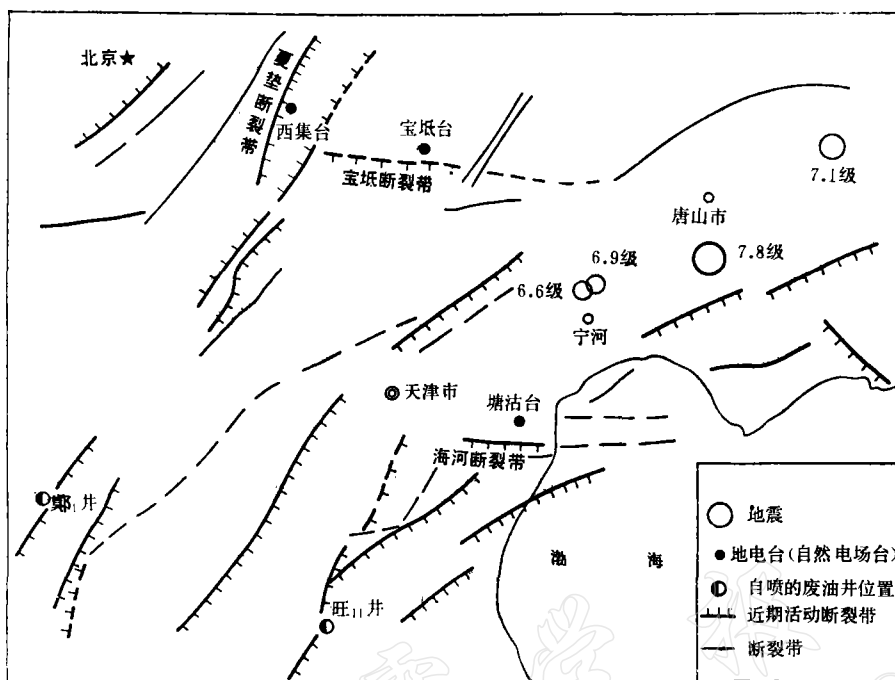 北京★
夏垫断裂带
西集台
宝坻台
宝坻断裂带
7.1级
唐山市
7.8级
6.9级
6.6级
宁河
天津市
塘沽台
海河断裂带
鄚1井
旺11井
渤海
地震
地电台(自然电场台)
自喷的废油井位置
近期活动断裂带
断裂带